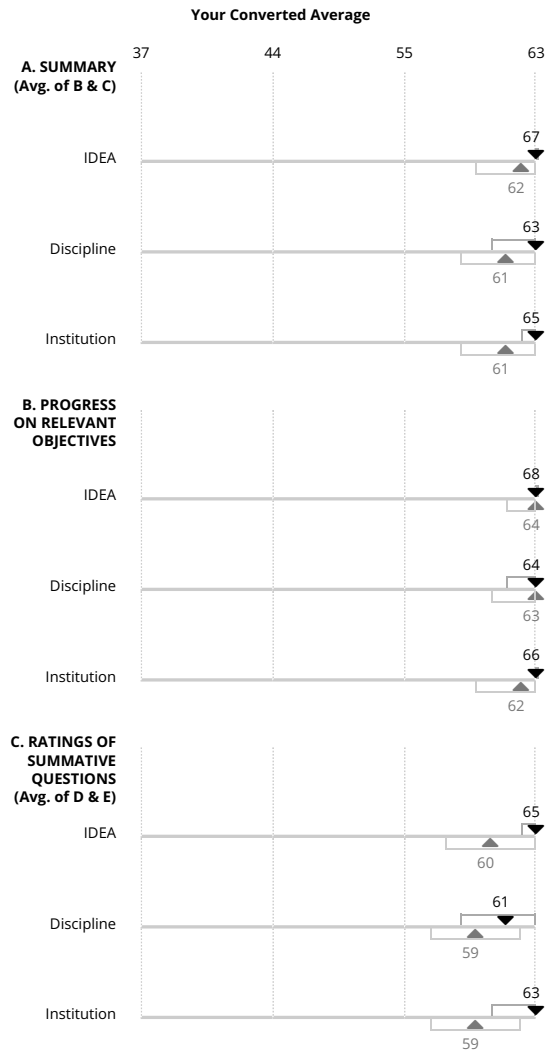 Your Converted Average
37 44 55 63
A. SUMMARY
(Avg. of B & C)
67
IDEA
62
63
Discipline
61
65
Institution
61
B. PROGRESS
ON RELEVANT
OBJECTIVES
68
IDEA
64
64
Discipline
63
66
Institution
62
C. RATINGS OF
SUMMATIVE
QUESTIONS
(Avg. of D & E)
65
IDEA
60
61
Discipline
59
63
Institution
59